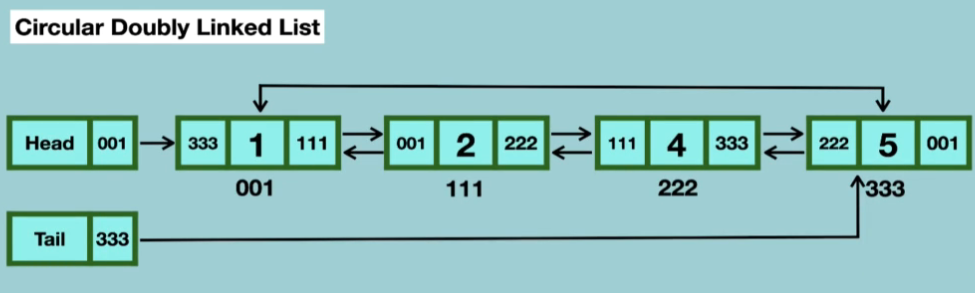 Circular Doubly Linked List
Head 001 333 1 111 001 2 222 111 4 333 222 5 001
001 111 222 333
Tail 333